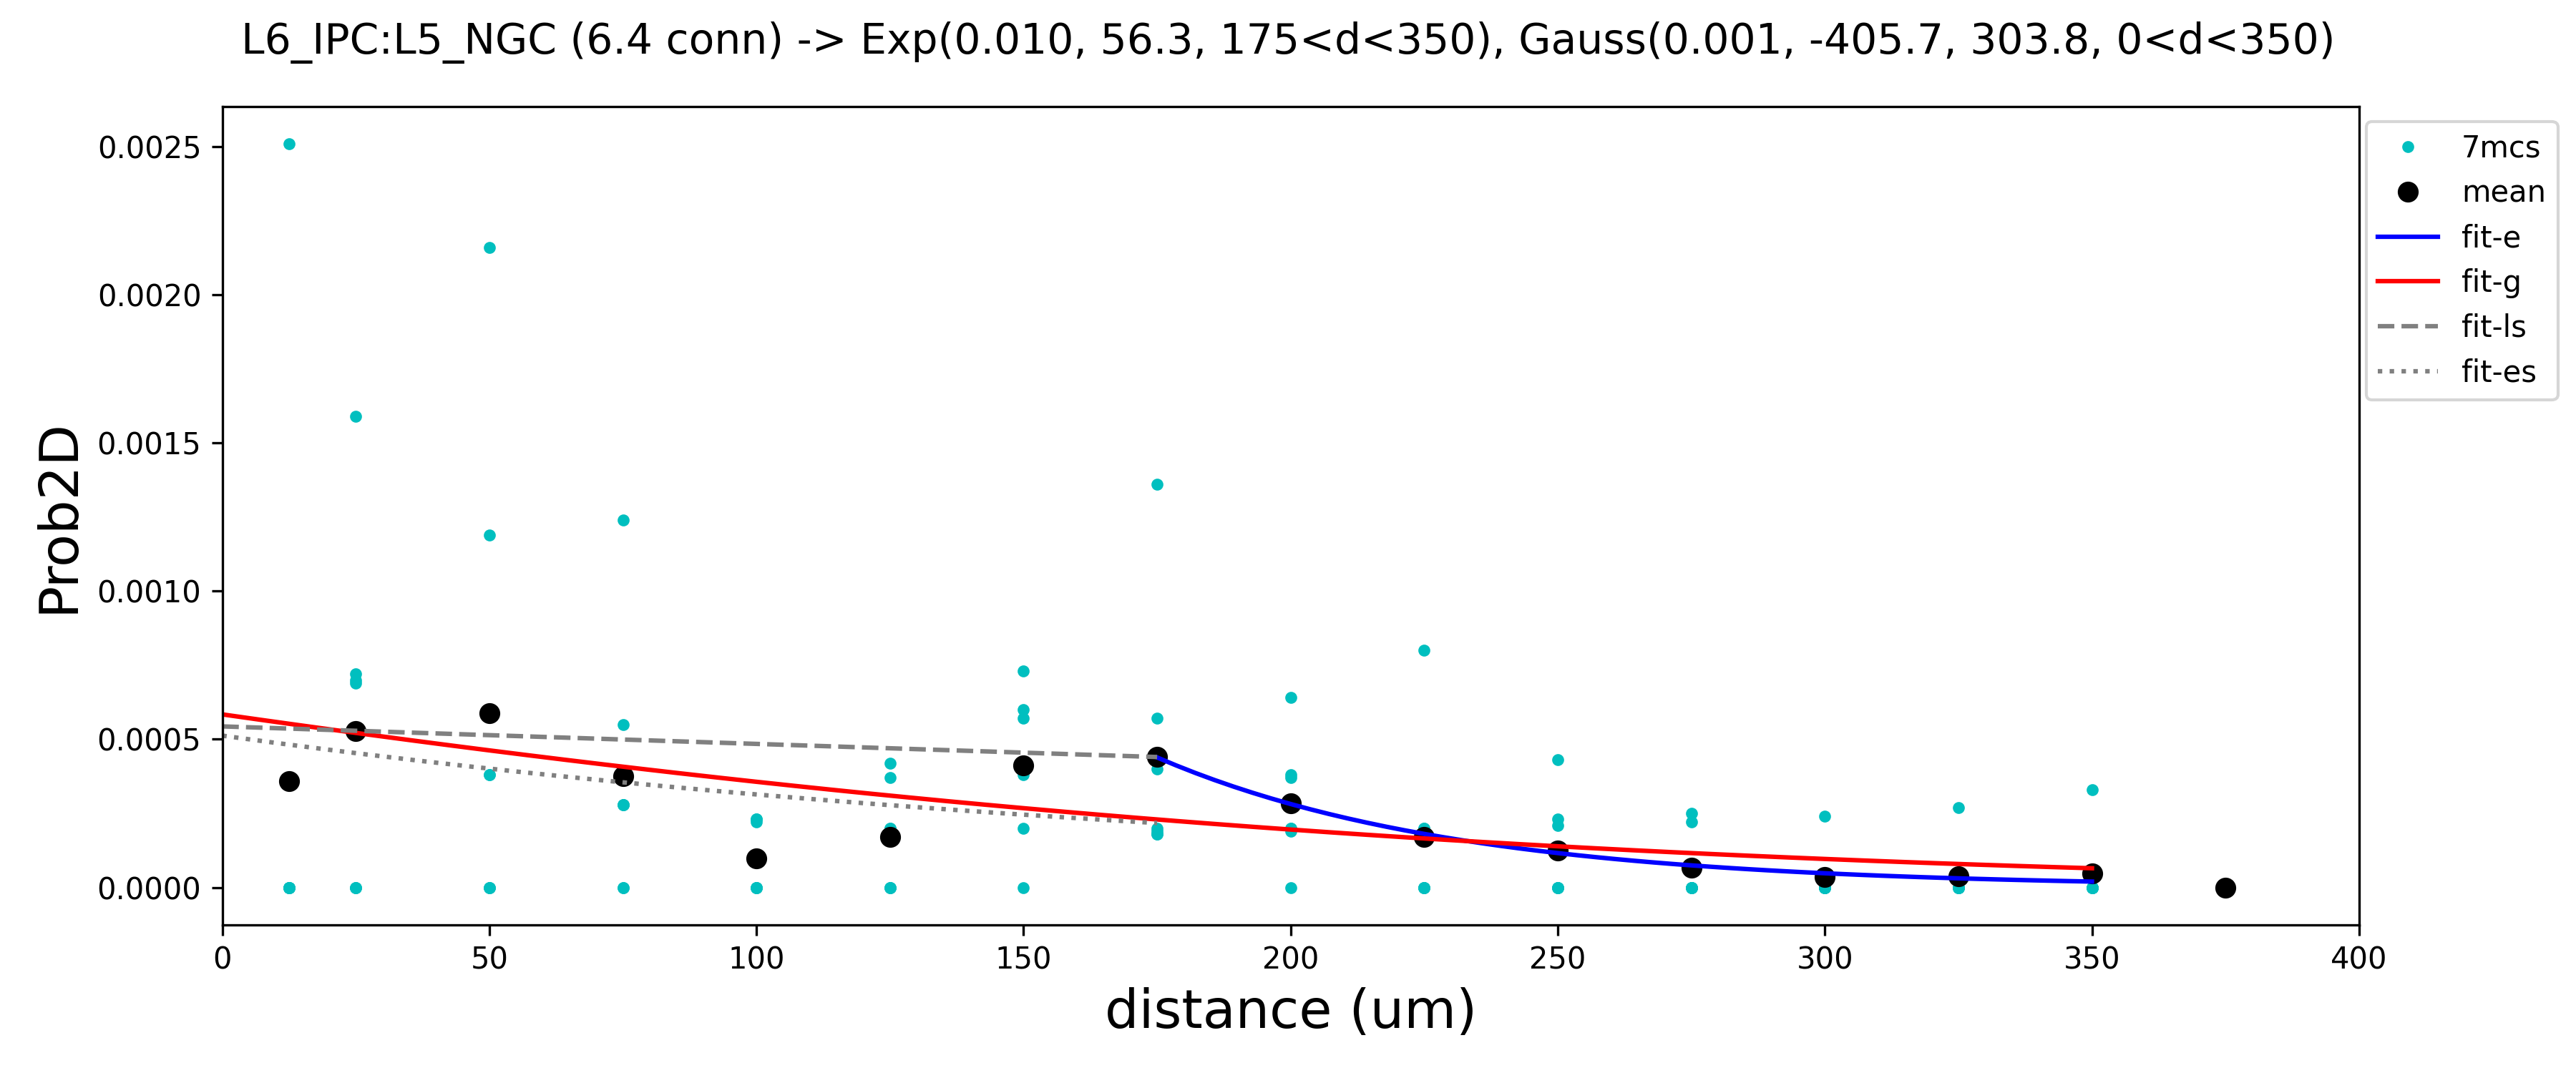 L6_IPC:L5_NGC (6.4 conn) -> Exp(0.010, 56.3, 175<d<350), Gauss(0.001, -405.7, 303.8, 0<d<350)
0.0025
0.0020
0.0015
0.0010
0.0005
0.0000
Prob2D
0 50 100 150 200 250 300 350 400
distance (um)
7mcs
mean
fit-e
fit-g
fit-ls
fit-es